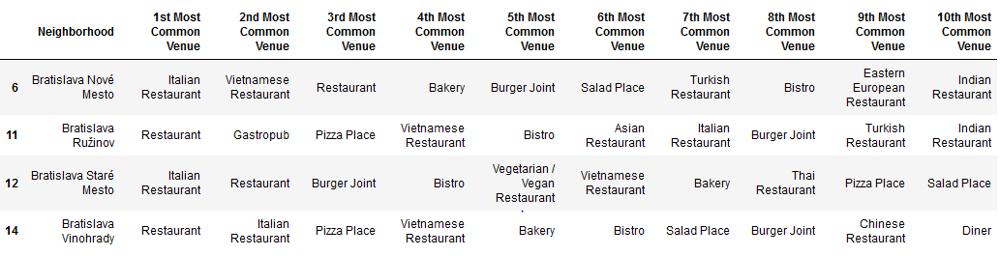 Neighborhood 1st Most Common Venue 2nd Most Common Venue 3rd Most Common Venue 4th Most Common Venue 5th Most Common Venue 6th Most Common Venue 7th Most Common Venue 8th Most Common Venue 9th Most Common Venue 10th Most Common Venue
6 Bratislava Nové Mesto Italian Restaurant Vietnamese Restaurant Restaurant Bakery Burger Joint Salad Place Turkish Restaurant Bistro Eastern European Restaurant Indian Restaurant
11 Bratislava Ružinov Restaurant Gastropub Pizza Place Vietnamese Restaurant Bistro Asian Restaurant Italian Restaurant Burger Joint Turkish Restaurant Indian Restaurant
12 Bratislava Staré Mesto Italian Restaurant Restaurant Burger Joint Bistro Vegetarian / Vegan Restaurant Vietnamese Restaurant Bakery Thai Restaurant Pizza Place Salad Place
14 Bratislava Vinohrady Restaurant Italian Restaurant Pizza Place Vietnamese Restaurant Bakery Bistro Salad Place Burger Joint Chinese Restaurant Diner